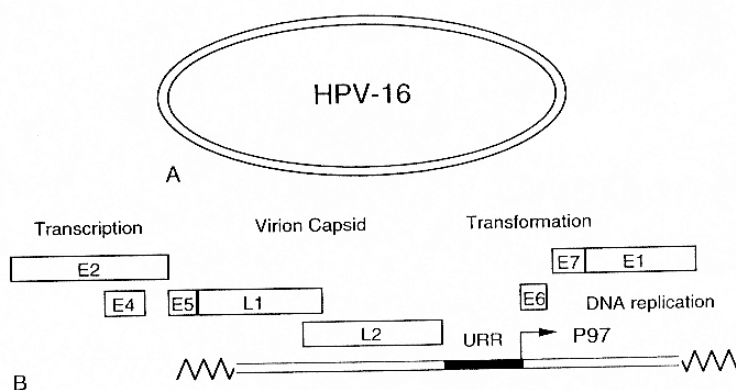 HPV-16
A
Transcription Virion Capsid Transformation
E2 E7 E1
E4 E5 L1 E6 DNA replication
L2 URR P97
B